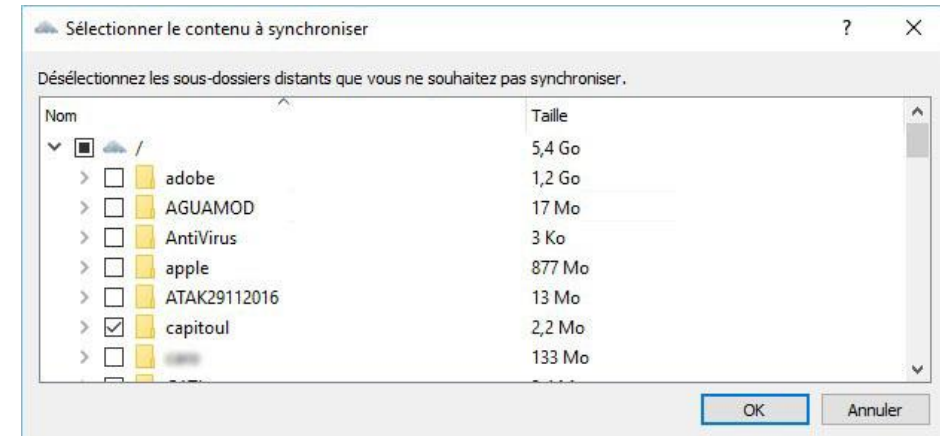 Sélectionner le contenu à synchroniser ?
Désélectionnez les sous-dossiers distants que vous ne souhaitez pas synchroniser.
Nom Taille
/ 5,4 Go
adobe 1,2 Go
AGUAMOD 17 Mo
AntiVirus 3 Ko
apple 877 Mo
ATAK29112016 13 Mo
capitoul 2,2 Mo
133 Mo
OK Annuler